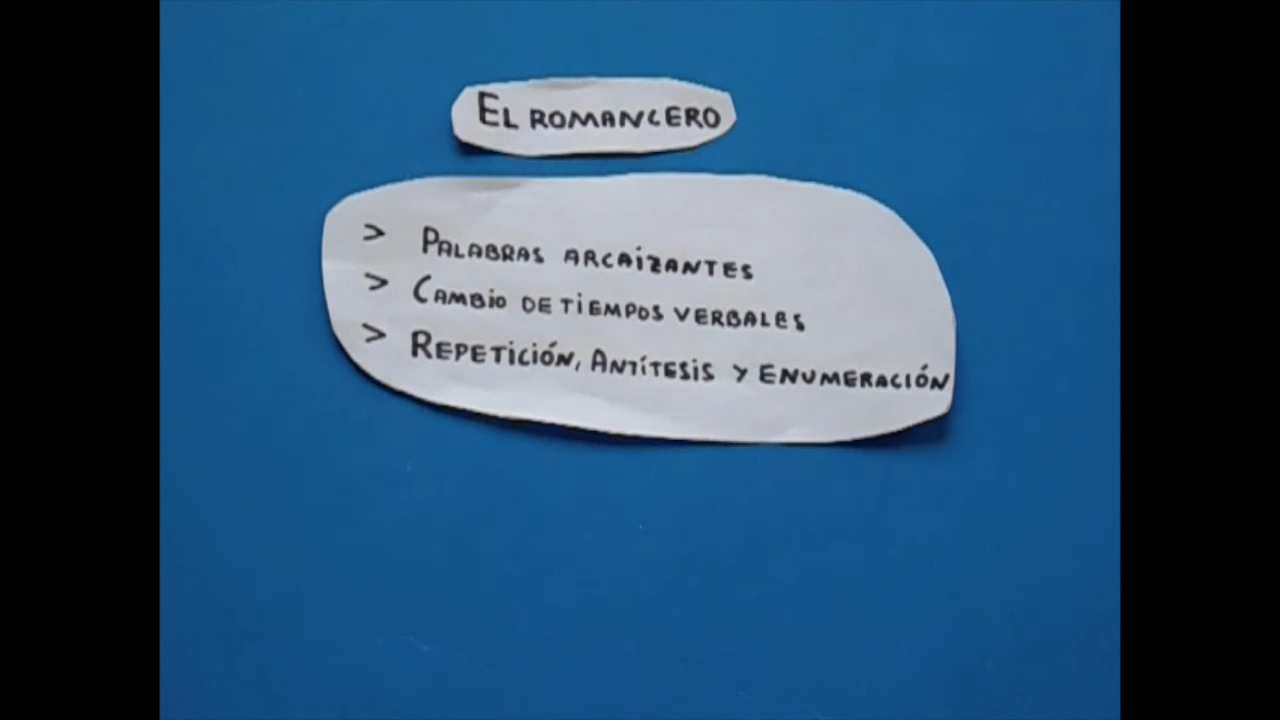 EL ROMANCERO
> PALABRAS ARCAIZANTES
> CAMBIO DE TIEMPOS VERBALES
> REPETICIÓN, ANTÍTESIS Y ENUMERACIÓN